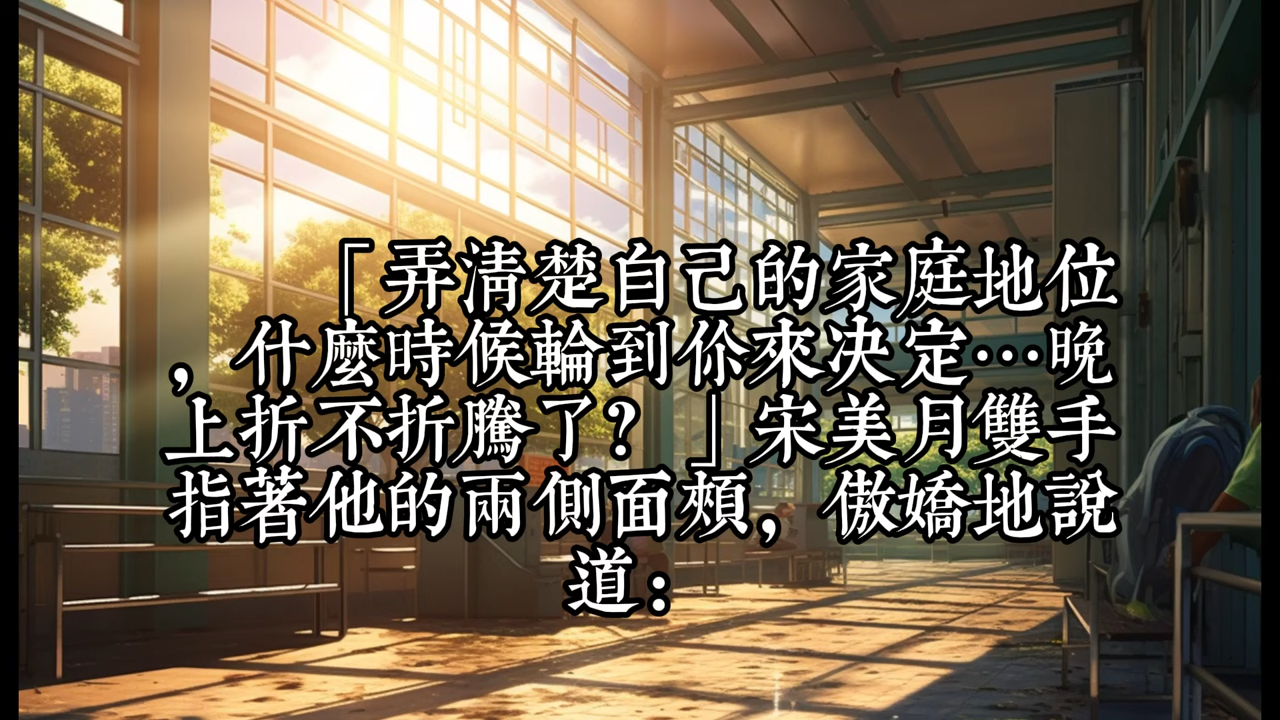 「弄清楚自己的家庭地位
，什麼時候輪到你來決定…晚
上折不折騰了？」宋美月雙手
指著他的兩側面頰，傲嬌地說
道：